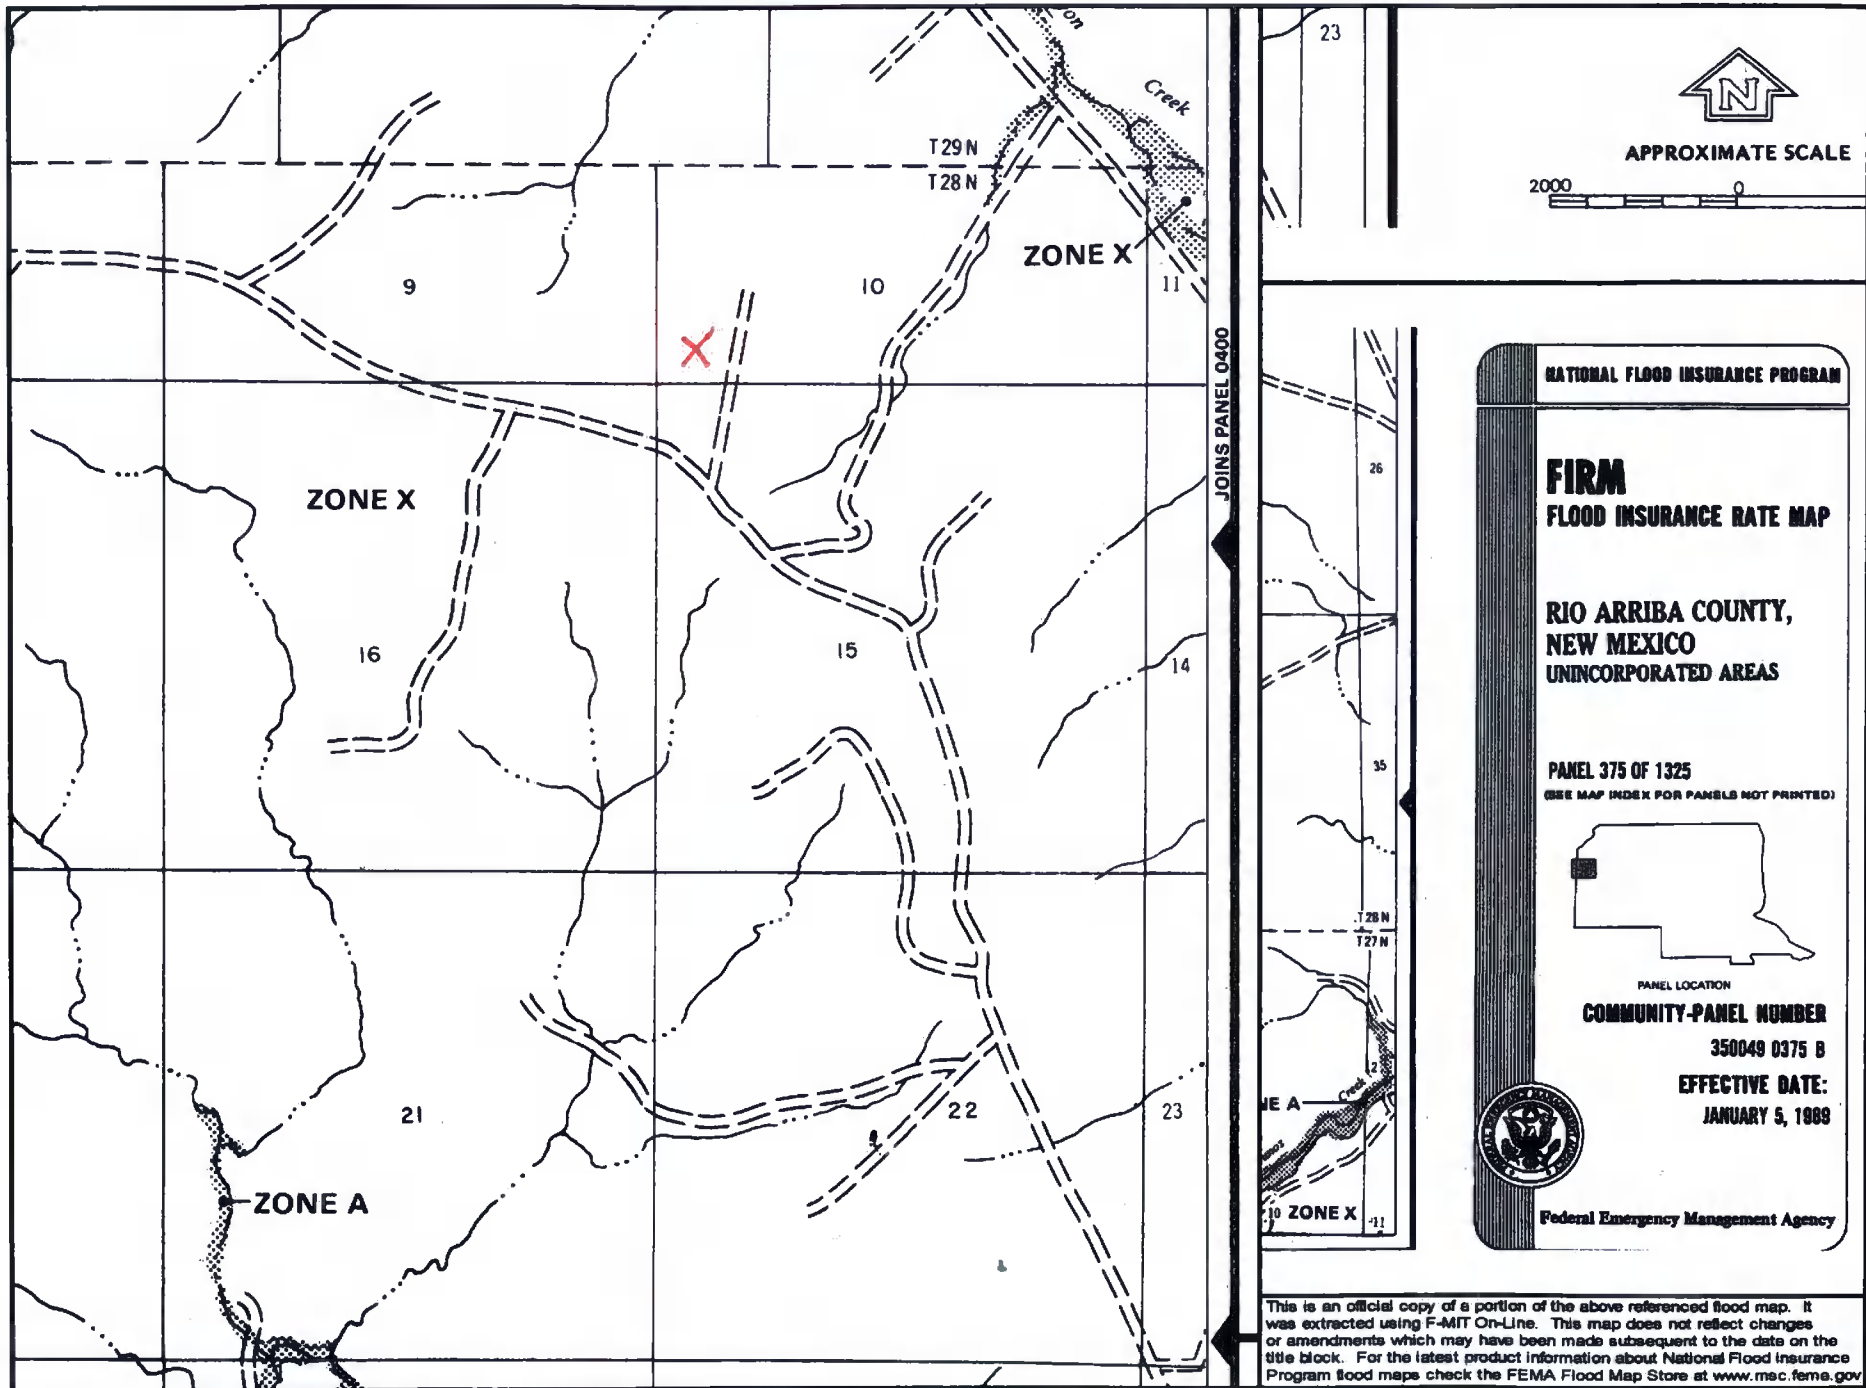 Creek
T29N
T28N
ZONE X
9
10
11
JOINS PANEL 0400
ZONE X
16
15
14
21
22
23
ZONE A
23
26
35
T28N
T27N
Creek
2
ZONE X
10
11
N
APPROXIMATE SCALE
2000 0
NATIONAL FLOOD INSURANCE PROGRAM
FIRM
FLOOD INSURANCE RATE MAP
RIO ARRIBA COUNTY,
NEW MEXICO
UNINCORPORATED AREAS
PANEL 375 OF 1325
(SEE MAP INDEX FOR PANELS NOT PRINTED)
PANEL LOCATION
COMMUNITY-PANEL NUMBER
350049 0375 B
EFFECTIVE DATE:
JANUARY 5, 1989
Federal Emergency Management Agency
This is an official copy of a portion of the above referenced flood map. It
was extracted using F-MIT On-Line. This map does not reflect changes
or amendments which may have been made subsequent to the date on the
title block. For the latest product information about National Flood Insurance
Program flood maps check the FEMA Flood Map Store at www.msc.fema.gov